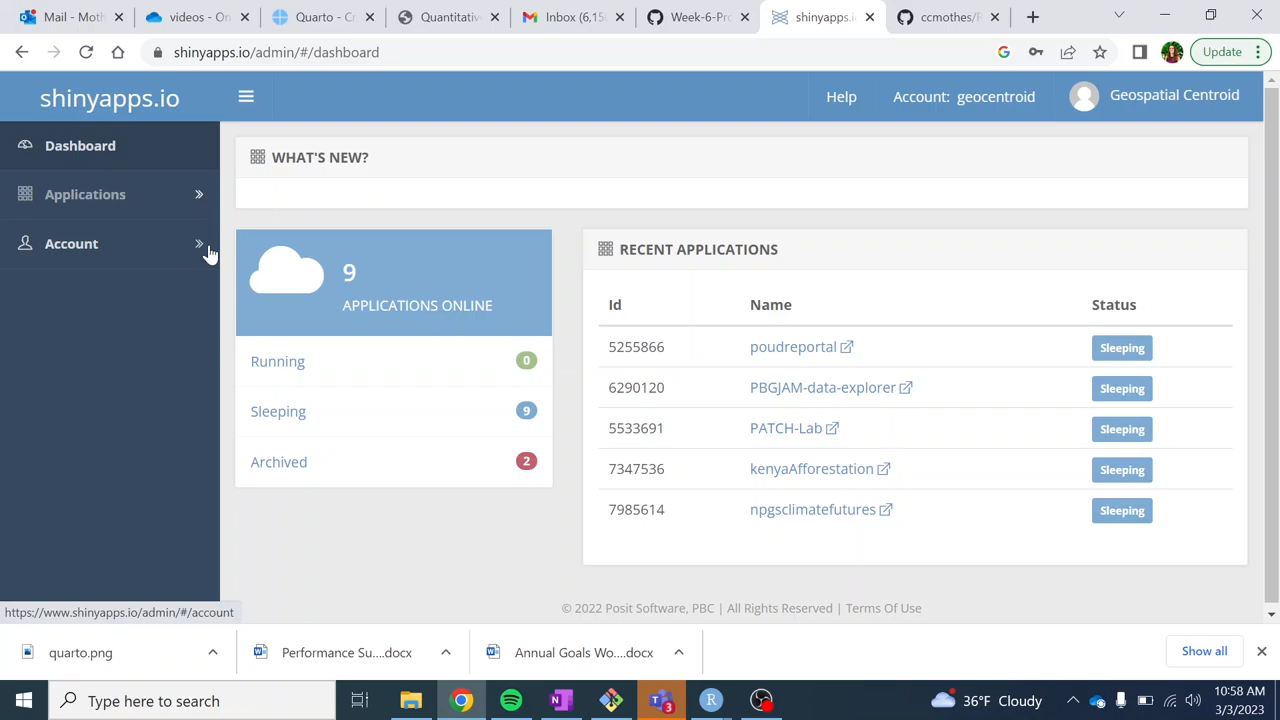 Mail - Moth
videos - On
Quarto - Cr
Quantitativ
Inbox (6,15
Week-6-Pro
shinyapps.i
ccmothes/R
shinyapps.io/admin/#/dashboard
Update
shinyapps.io
Help
Account: geocentroid
Geospatial Centroid
Dashboard
Applications
Account
WHAT'S NEW?
9
APPLICATIONS ONLINE
Running 0
Sleeping 9
Archived 2
RECENT APPLICATIONS
Id Name Status
5255866 poudreportal Sleeping
6290120 PBGJAM-data-explorer Sleeping
5533691 PATCH-Lab Sleeping
7347536 kenyaAfforestation Sleeping
7985614 npgsclimatefutures Sleeping
© 2022 Posit Software, PBC | All Rights Reserved | Terms Of Use
https://www.shinyapps.io/admin/#/account
quarto.png
Performance Su....docx
Annual Goals Wo....docx
Show all
Type here to search
3
36°F Cloudy
10:58 AM
3/3/2023